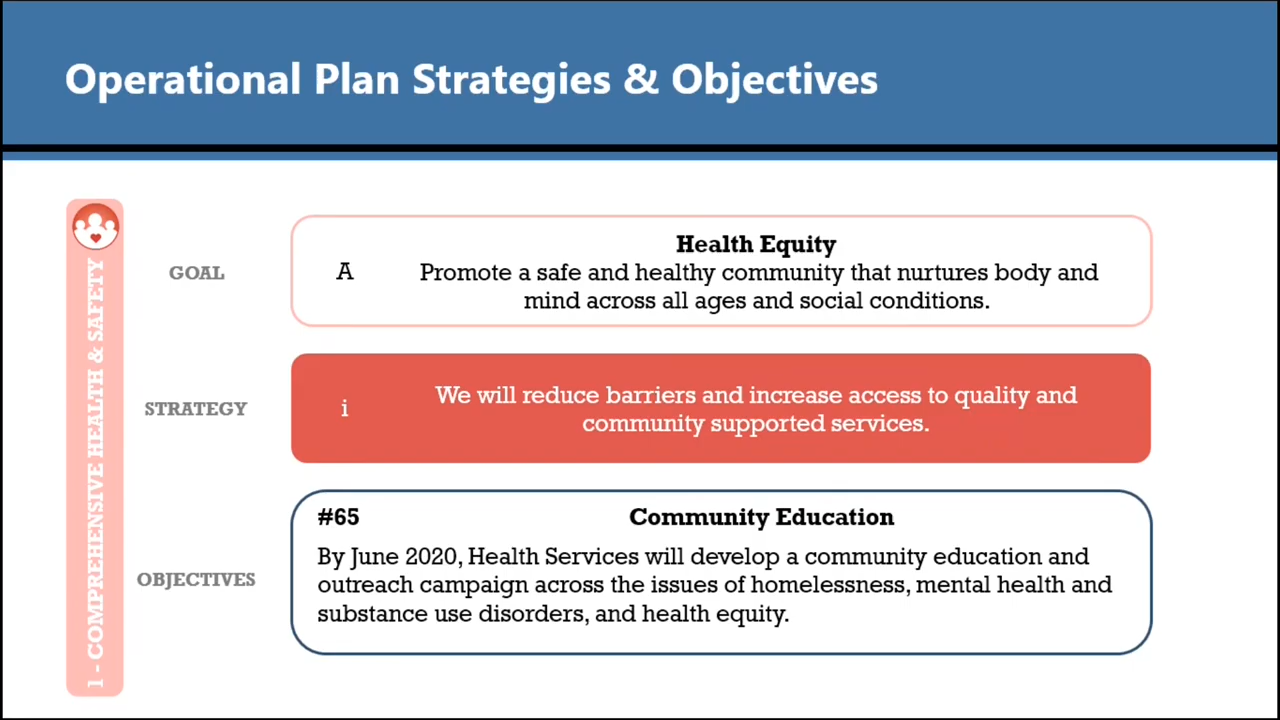 Operational Plan Strategies & Objectives
1 - COMPREHENSIVE HEALTH & SAFETY
GOAL
A
Health Equity
Promote a safe and healthy community that nurtures body and
mind across all ages and social conditions.
STRATEGY
i
We will reduce barriers and increase access to quality and
community supported services.
OBJECTIVES
#65
Community Education
By June 2020, Health Services will develop a community education and
outreach campaign across the issues of homelessness, mental health and
substance use disorders, and health equity.